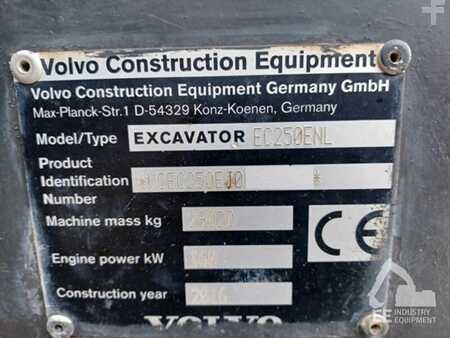 Volvo Construction Equipment
Volvo Construction Equipment Germany GmbH
Max-Planck-Str.1 D-54329 Konz-Koenen, Germany
Model/Type EXCAVATOR EC250ENL
Product
Identification
Number
Machine mass kg
Engine power kW
Construction year
CE
VOLVO
EE INDUSTRY
EQUIPMENT